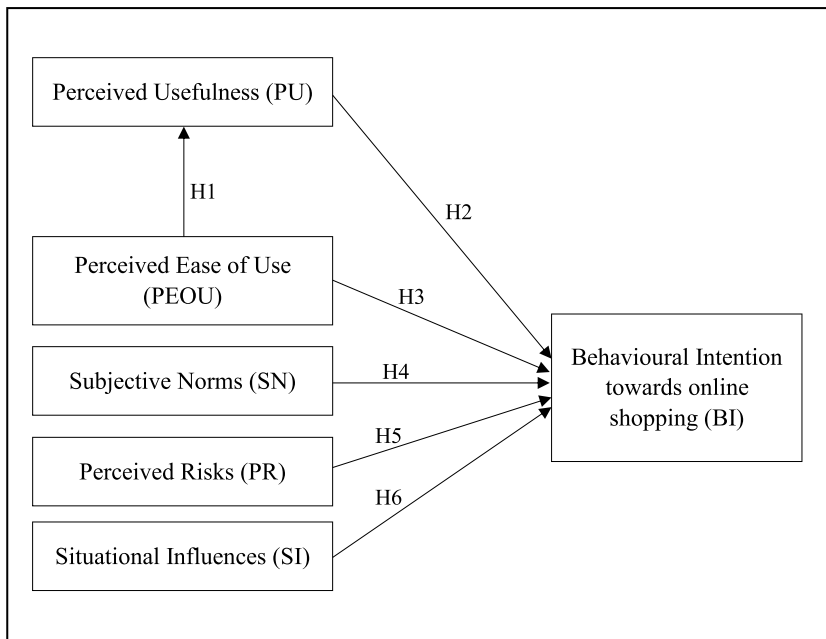 Perceived Usefulness (PU)
H1
H2
Perceived Ease of Use
(PEOU)
H3
Subjective Norms (SN)
H4
Behavioural Intention
towards online
shopping (BI)
Perceived Risks (PR)
H5
Situational Influences (SI)
H6